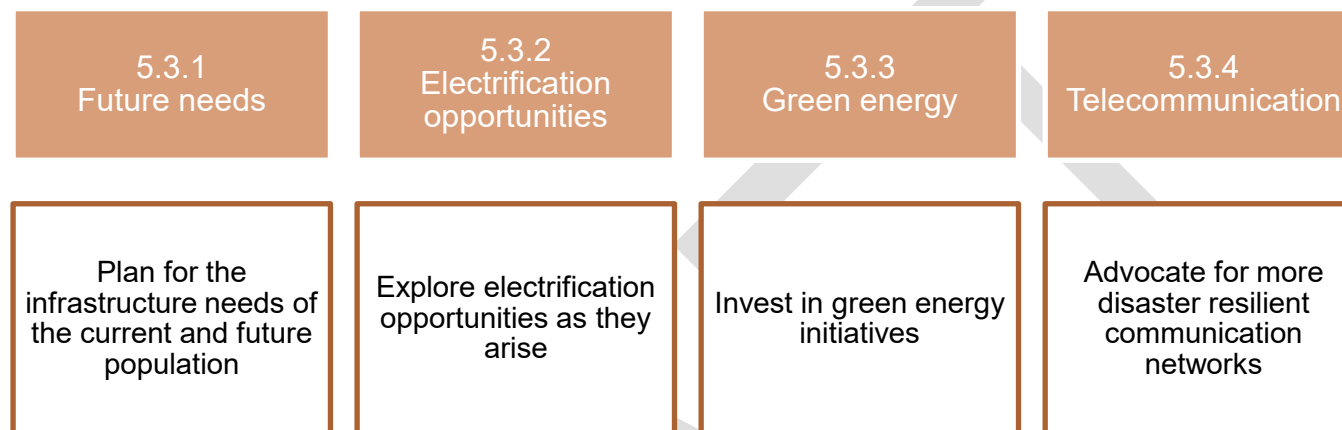 5.3.1
Future needs
5.3.2
Electrification
opportunities
5.3.3
Green energy
5.3.4
Telecommunication
Plan for the
infrastructure needs of
the current and future
population
Explore electrification
opportunities as they
arise
Invest in green energy
initiatives
Advocate for more
disaster resilient
communication
networks